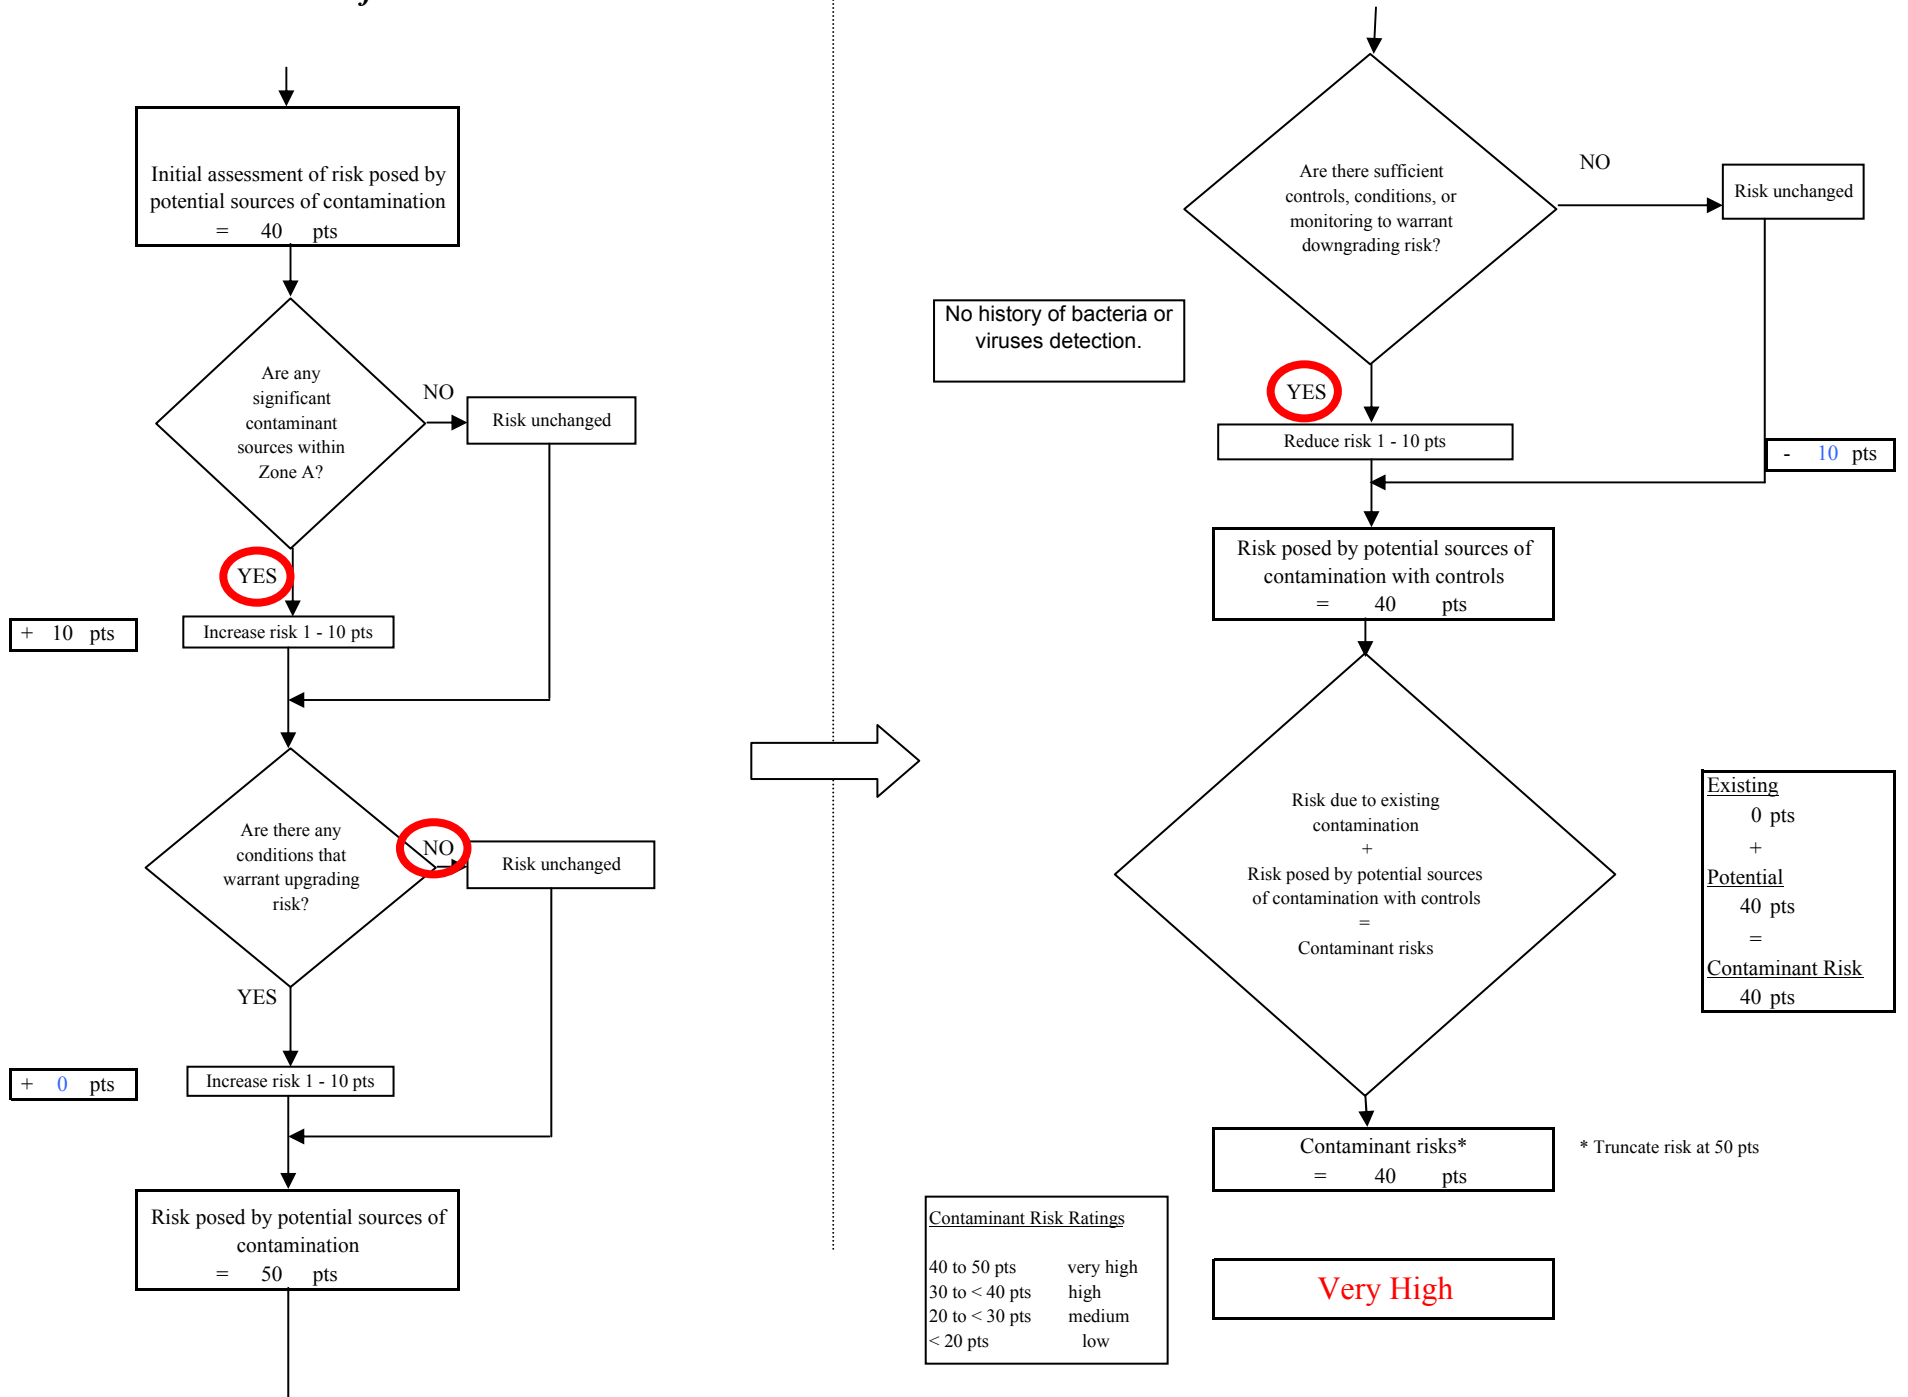 Initial assessment of risk posed by
potential sources of contamination
= 40 pts
Are any
significant
contaminant
sources within
Zone A?
NO
Risk unchanged
YES
+ 10 pts
Increase risk 1 - 10 pts
Are there any
conditions that
warrant upgrading
risk?
NO
Risk unchanged
YES
+ 0 pts
Increase risk 1 - 10 pts
Risk posed by potential sources of
contamination
= 50 pts
Are there sufficient
controls, conditions, or
monitoring to warrant
downgrading risk?
NO
Risk unchanged
No history of bacteria or
viruses detection.
YES
Reduce risk 1 - 10 pts
- 10 pts
Risk posed by potential sources of
contamination with controls
= 40 pts
Risk due to existing
contamination
+
Risk posed by potential sources
of contamination with controls
=
Contaminant risks
Existing
0 pts
+
Potential
40 pts
=
Contaminant Risk
40 pts
Contaminant risks*
= 40 pts
* Truncate risk at 50 pts
Contaminant Risk Ratings
40 to 50 pts very high
30 to < 40 pts high
20 to < 30 pts medium
< 20 pts low
Very High